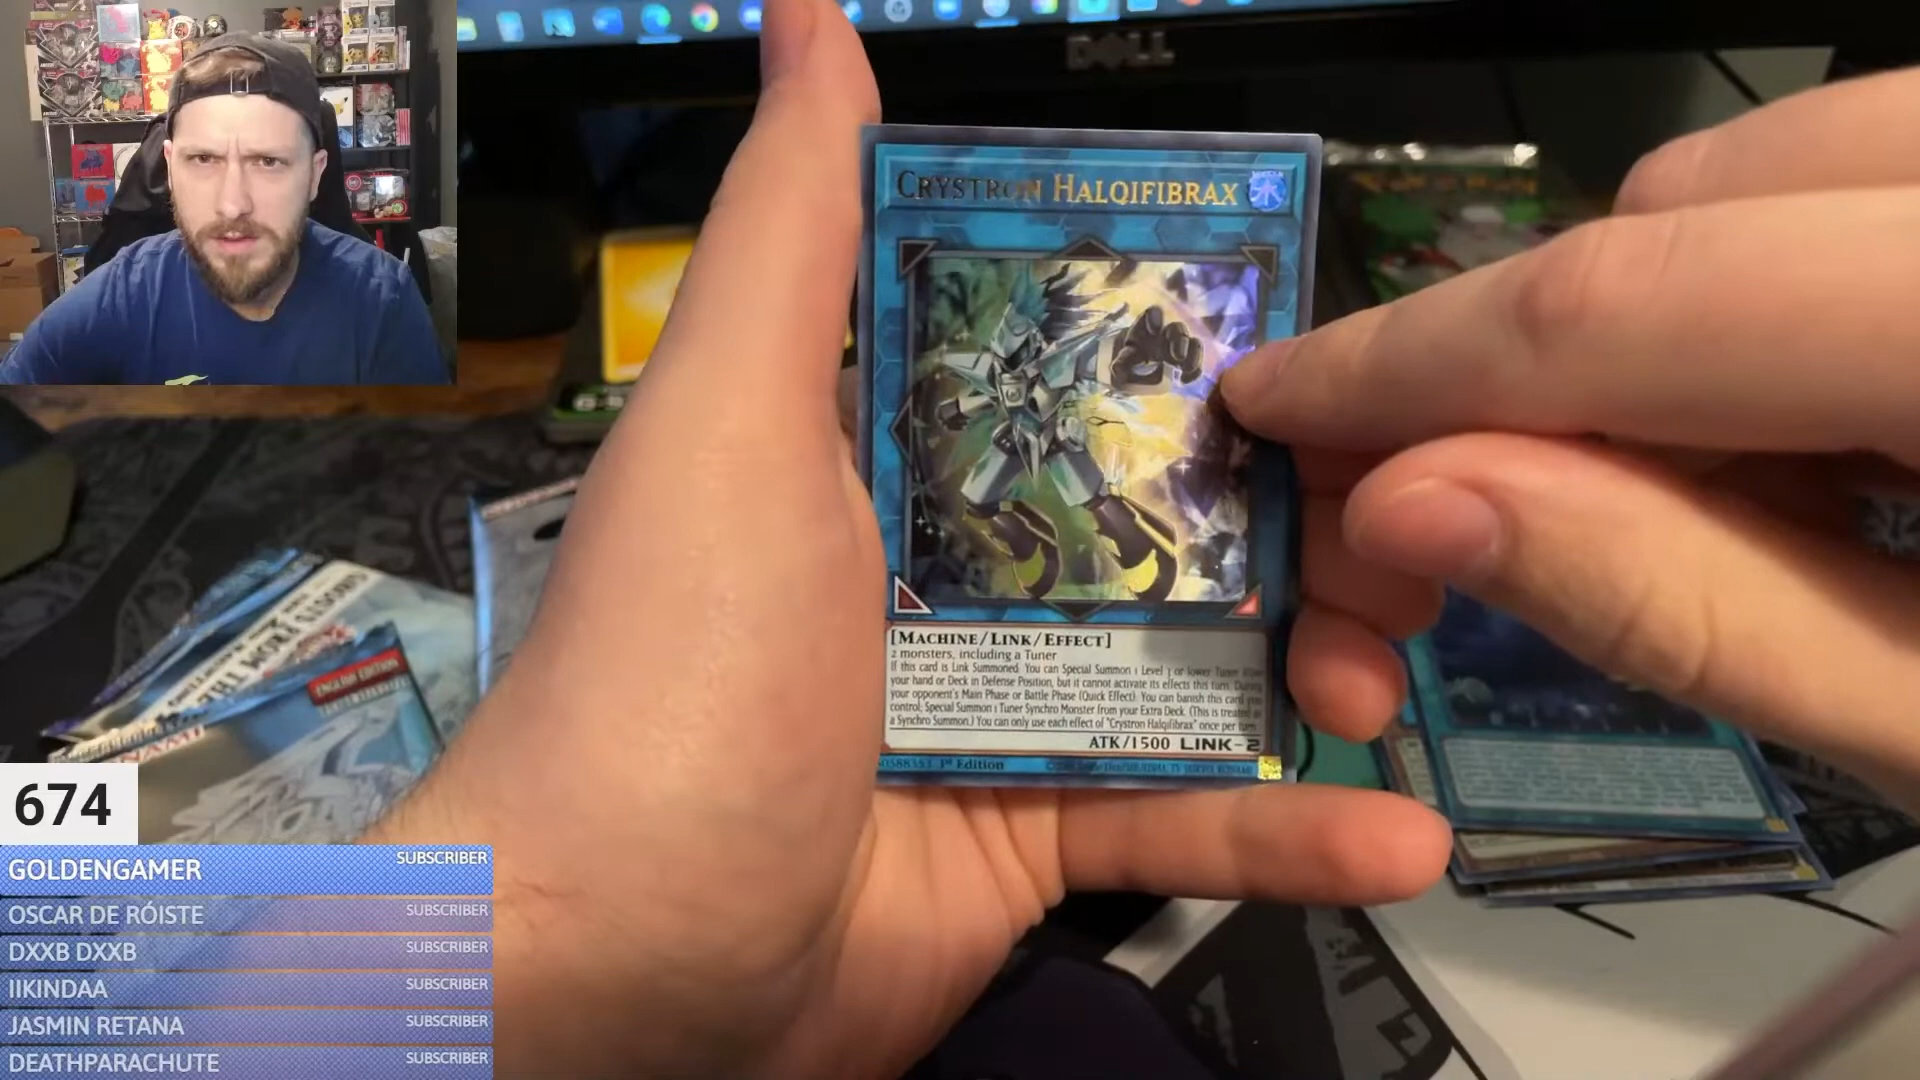 DELL
CRYSTRON HALQIFIBRAX
[MACHINE/LINK/EFFECT]
2 monsters, including a Tuner
If this card is Link Summoned: You can Special Summon 1 Level 3 or lower Tuner from
your hand or Deck in Defense Position, but it cannot activate its effects this turn. During
your opponent's Main Phase or Battle Phase (Quick Effect): You can banish this card you
control; Special Summon 1 Tuner Synchro Monster from your Extra Deck. (This is treated as
a Synchro Summon.) You can only use each effect of "Crystron Halqifibrax" once per turn.
ATK/1500 LINK-2
50588353 1st Edition
GHOSTS FROM THE
ENGLISH EDITION
KONAMI
674
GOLDENGAMER SUBSCRIBER
OSCAR DE RÓISTE SUBSCRIBER
DXXB DXXB SUBSCRIBER
IIKINDAA SUBSCRIBER
JASMIN RETANA SUBSCRIBER
DEATHPARACHUTE SUBSCRIBER